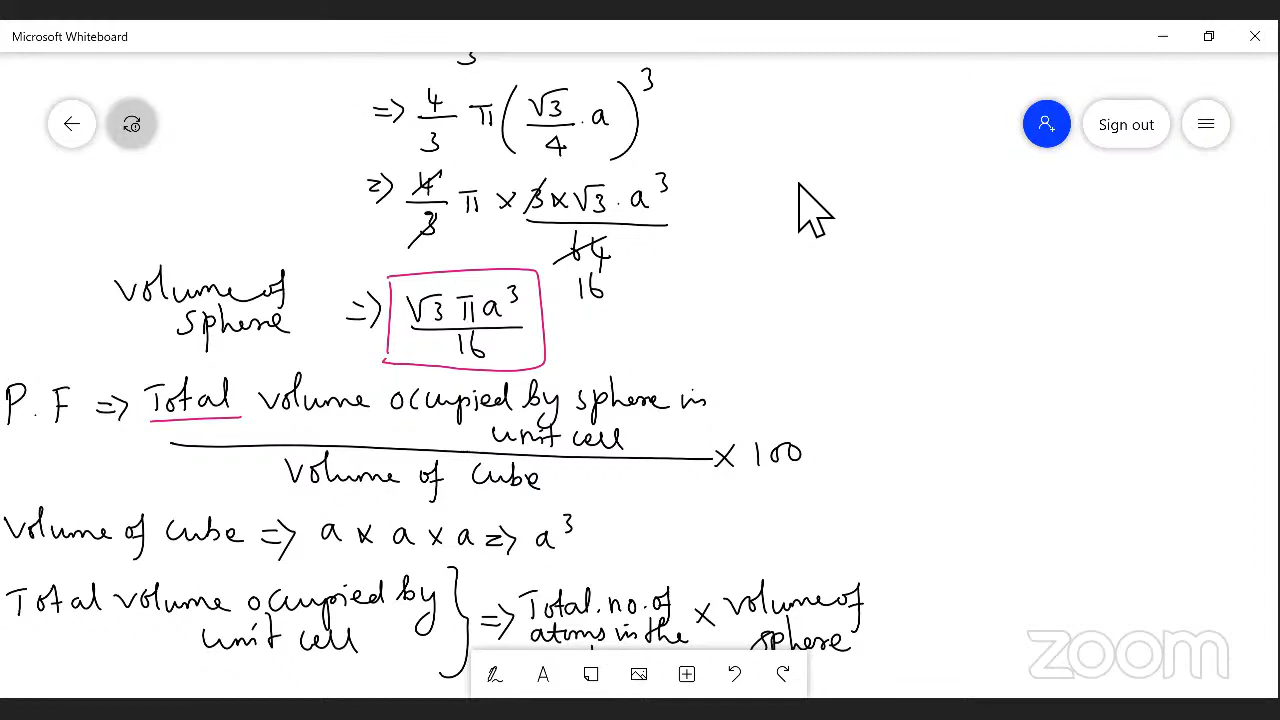 Microsoft Whiteboard
3
=> 4/3 π (√3/4 . a)^3
Sign out
=> 4/3 π × 3×√3 . a^3 / 64
16
Volume of
sphere => √3 πa^3 / 16
P.F => Total volume occupied by sphere in
unit cell
× 100
Volume of cube
Volume of cube => a × a × a => a^3
Total volume occupied by
unit cell } => Total.no.of
atoms in the × volume of
sphere
zoom